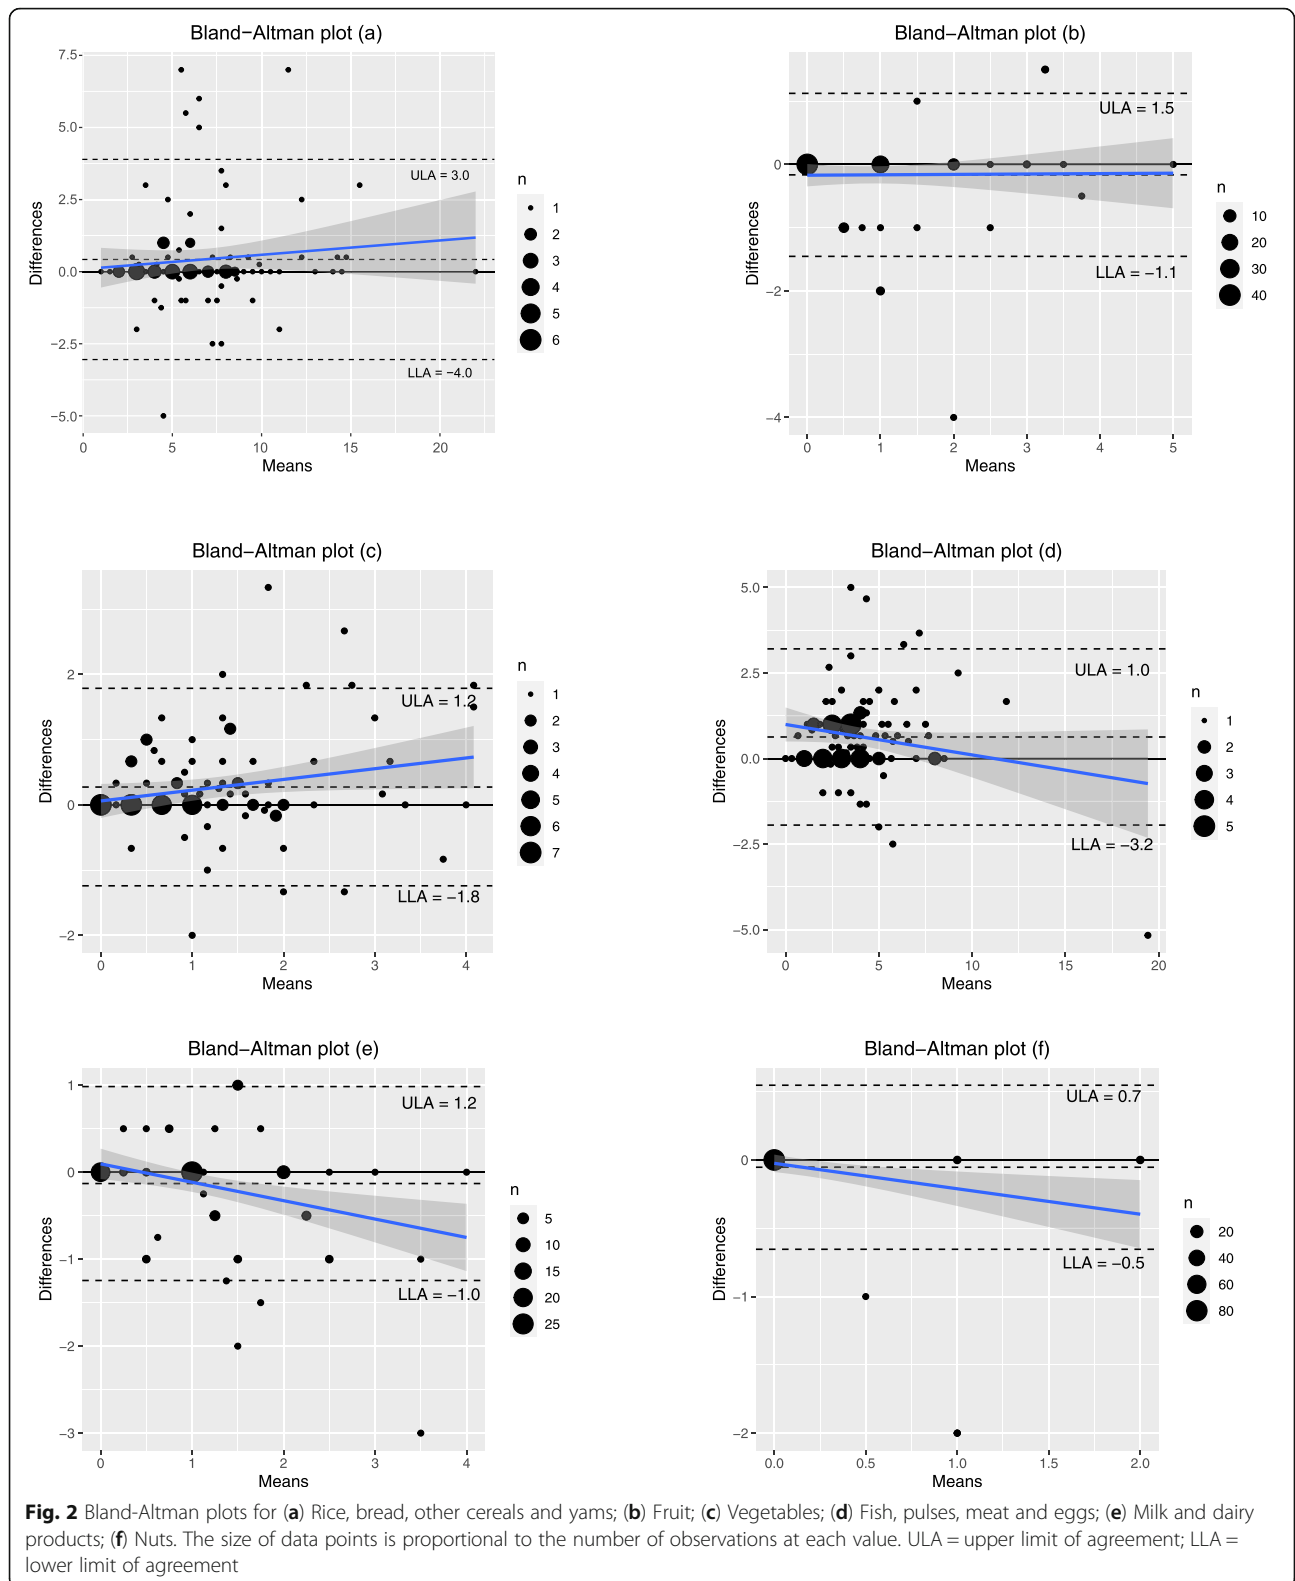 Bland−Altman plot (a)
7.5
5.0
2.5
0.0
−2.5
−5.0
Differences
ULA = 3.0
LLA = −4.0
0 5 10 15 20
Means
n
1
2
3
4
5
6
Bland−Altman plot (b)
0
−2
−4
Differences
ULA = 1.5
LLA = −1.1
0 1 2 3 4 5
Means
n
10
20
30
40
Bland−Altman plot (c)
2
0
−2
Differences
ULA = 1.2
LLA = −1.8
0 1 2 3 4
Means
n
1
2
3
4
5
6
7
Bland−Altman plot (d)
5.0
2.5
0.0
−2.5
−5.0
Differences
ULA = 1.0
LLA = −3.2
0 5 10 15 20
Means
n
1
2
3
4
5
Bland−Altman plot (e)
1
0
−1
−2
−3
Differences
ULA = 1.2
LLA = −1.0
0 1 2 3 4
Means
n
5
10
15
20
25
Bland−Altman plot (f)
0
−1
−2
Differences
ULA = 0.7
LLA = −0.5
0.0 0.5 1.0 1.5 2.0
Means
n
20
40
60
80
Fig. 2 Bland-Altman plots for (a) Rice, bread, other cereals and yams; (b) Fruit; (c) Vegetables; (d) Fish, pulses, meat and eggs; (e) Milk and dairy
products; (f) Nuts. The size of data points is proportional to the number of observations at each value. ULA = upper limit of agreement; LLA =
lower limit of agreement